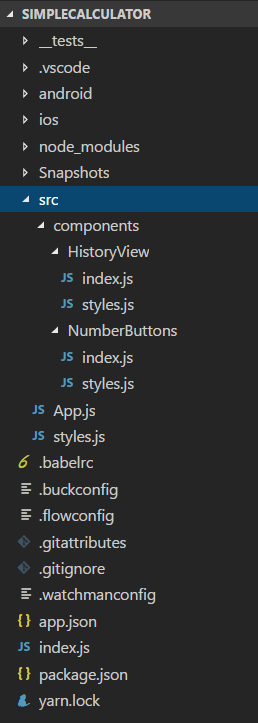 SIMPLECALCULATOR
__tests__
.vscode
android
ios
node_modules
Snapshots
src
components
HistoryView
JS index.js
JS styles.js
NumberButtons
JS index.js
JS styles.js
JS App.js
JS styles.js
.babelrc
.buckconfig
.flowconfig
.gitattributes
.gitignore
.watchmanconfig
{} app.json
JS index.js
{} package.json
yarn.lock